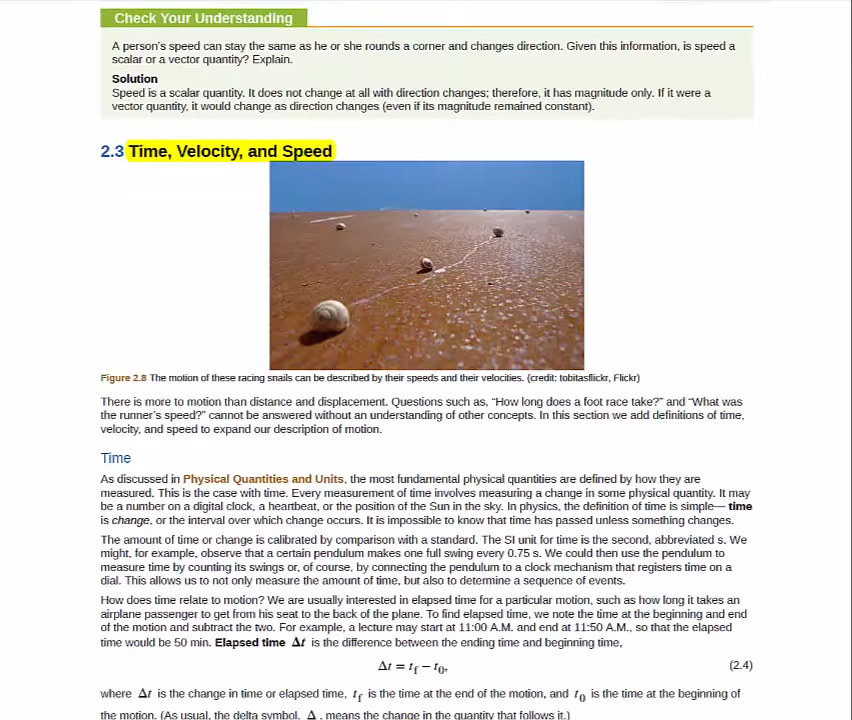 Check Your Understanding
A person's speed can stay the same as he or she rounds a corner and changes direction. Given this information, is speed a
scalar or a vector quantity? Explain.
Solution
Speed is a scalar quantity. It does not change at all with direction changes; therefore, it has magnitude only. If it were a
vector quantity, it would change as direction changes (even if its magnitude remained constant).
2.3 Time, Velocity, and Speed
Figure 2.8 The motion of these racing snails can be described by their speeds and their velocities. (credit: tobitasflickr, Flickr)
There is more to motion than distance and displacement. Questions such as, “How long does a foot race take?” and “What was
the runner's speed?” cannot be answered without an understanding of other concepts. In this section we add definitions of time,
velocity, and speed to expand our description of motion.
Time
As discussed in Physical Quantities and Units, the most fundamental physical quantities are defined by how they are
measured. This is the case with time. Every measurement of time involves measuring a change in some physical quantity. It may
be a number on a digital clock, a heartbeat, or the position of the Sun in the sky. In physics, the definition of time is simple— time
is change, or the interval over which change occurs. It is impossible to know that time has passed unless something changes.
The amount of time or change is calibrated by comparison with a standard. The SI unit for time is the second, abbreviated s. We
might, for example, observe that a certain pendulum makes one full swing every 0.75 s. We could then use the pendulum to
measure time by counting its swings or, of course, by connecting the pendulum to a clock mechanism that registers time on a
dial. This allows us to not only measure the amount of time, but also to determine a sequence of events.
How does time relate to motion? We are usually interested in elapsed time for a particular motion, such as how long it takes an
airplane passenger to get from his seat to the back of the plane. To find elapsed time, we note the time at the beginning and end
of the motion and subtract the two. For example, a lecture may start at 11:00 A.M. and end at 11:50 A.M., so that the elapsed
time would be 50 min. Elapsed time Δt is the difference between the ending time and beginning time,
Δt = t_f − t_0, (2.4)
where Δt is the change in time or elapsed time, t_f is the time at the end of the motion, and t_0 is the time at the beginning of
the motion. (As usual, the delta symbol, Δ , means the change in the quantity that follows it.)